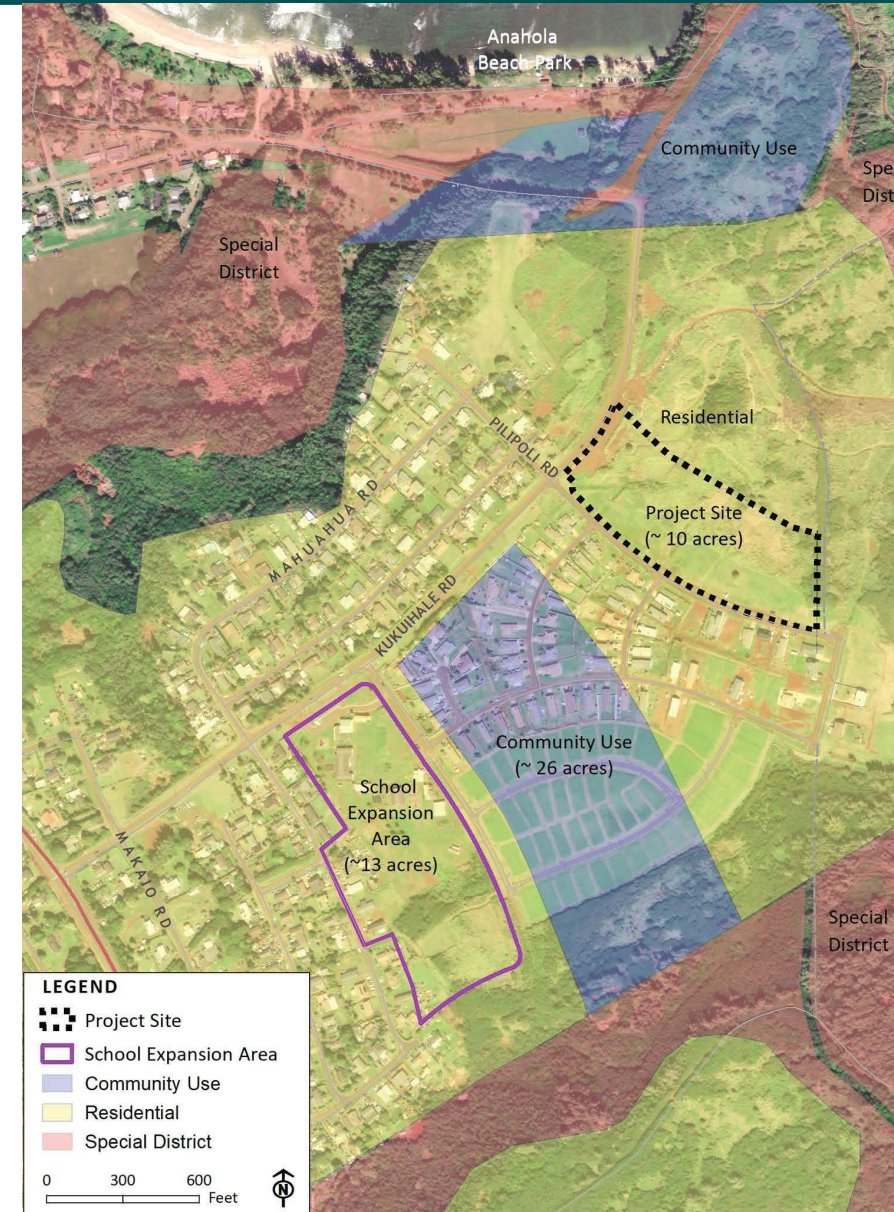 Anahola
Beach Park
Community Use
Spe
Dist
Special
District
Residential
PILIPOLI RD
Project Site
(~ 10 acres)
MAHUAHUA RD
KUKUIHALE RD
Community Use
(~ 26 acres)
School
Expansion
Area
(~13 acres)
MAKAIO RD
Special
District
LEGEND
Project Site
School Expansion Area
Community Use
Residential
Special District
0 300 600
Feet
N